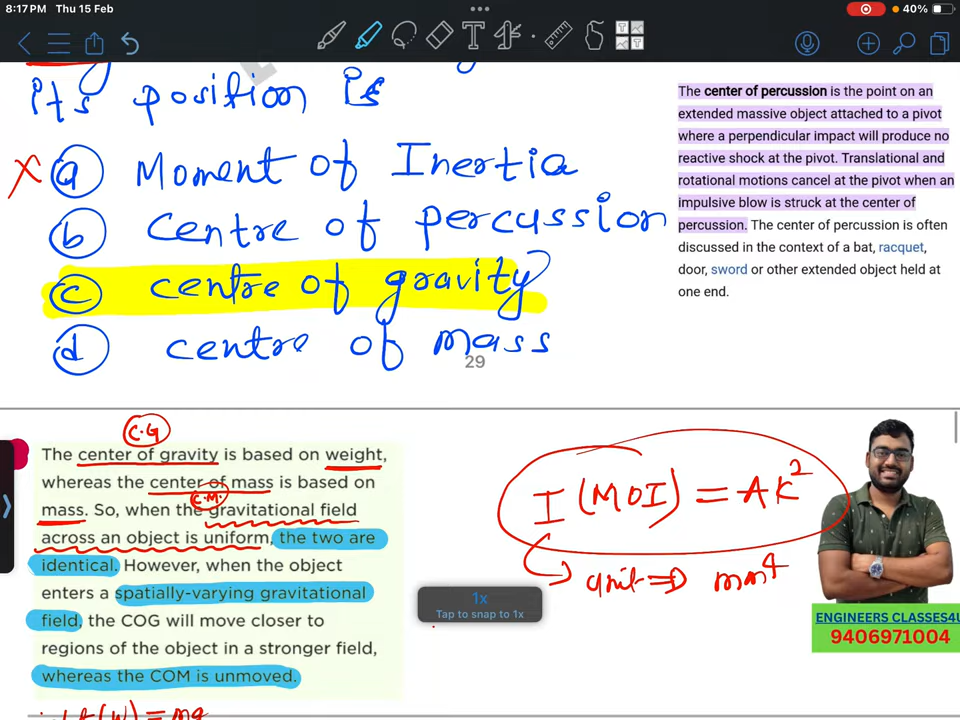 8:17 PM Thu 15 Feb
40%
its position is
X (a) Moment of Inertia
(b) Centre of percussion
(c) centre of gravity
(d) centre of mass
29
The center of percussion is the point on an
extended massive object attached to a pivot
where a perpendicular impact will produce no
reactive shock at the pivot. Translational and
rotational motions cancel at the pivot when an
impulsive blow is struck at the center of
percussion. The center of percussion is often
discussed in the context of a bat, racquet,
door, sword or other extended object held at
one end.
C.G
The center of gravity is based on weight,
whereas the center of mass is based on
C.M.
mass. So, when the gravitational field
across an object is uniform, the two are
identical. However, when the object
enters a spatially-varying gravitational
field, the COG will move closer to
regions of the object in a stronger field,
whereas the COM is unmoved.
(W) = mg
I (MOI) = AK²
unit => mm⁴
1x
Tap to snap to 1x
ENGINEERS CLASSES4U
9406971004